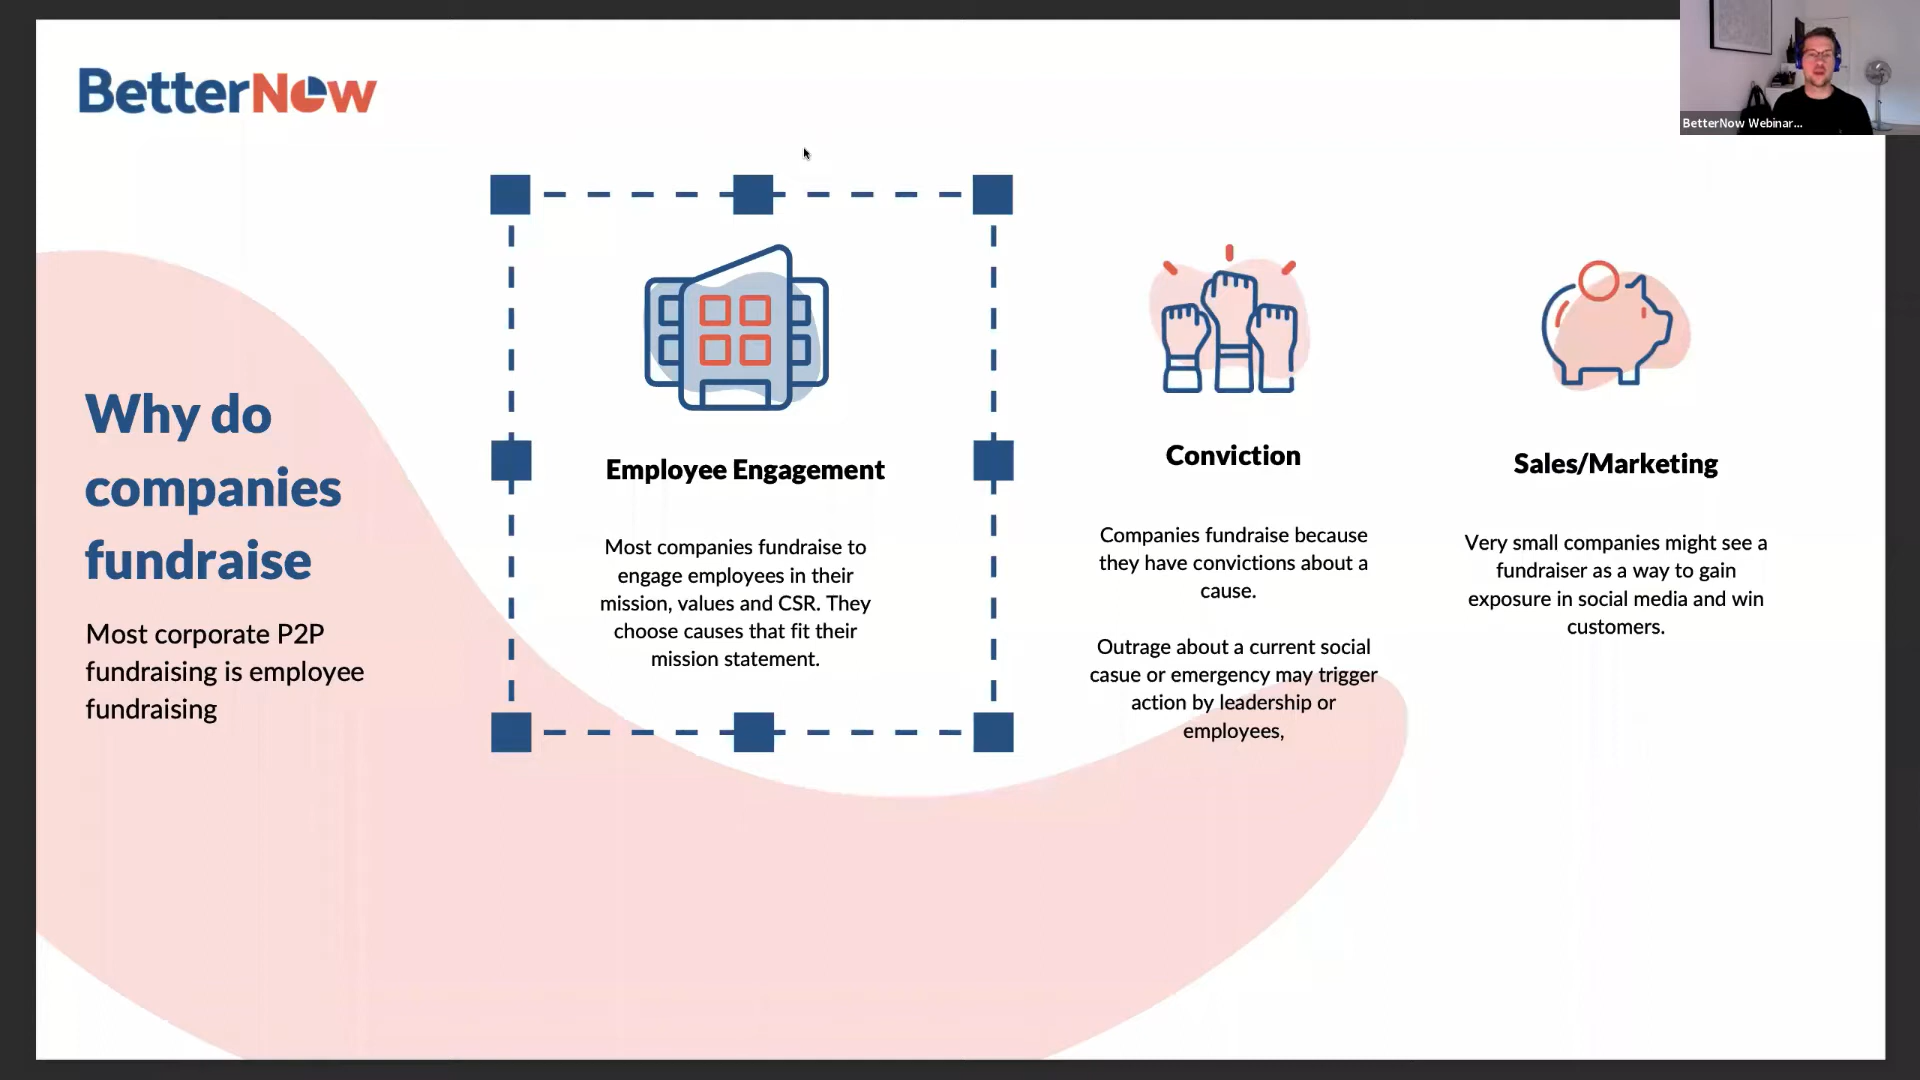 BetterNow
BetterNow Webinar...
Why do
companies
fundraise
Most corporate P2P
fundraising is employee
fundraising
Employee Engagement
Most companies fundraise to
engage employees in their
mission, values and CSR. They
choose causes that fit their
mission statement.
Conviction
Companies fundraise because
they have convictions about a
cause.
Outrage about a current social
casue or emergency may trigger
action by leadership or
employees,
Sales/Marketing
Very small companies might see a
fundraiser as a way to gain
exposure in social media and win
customers.